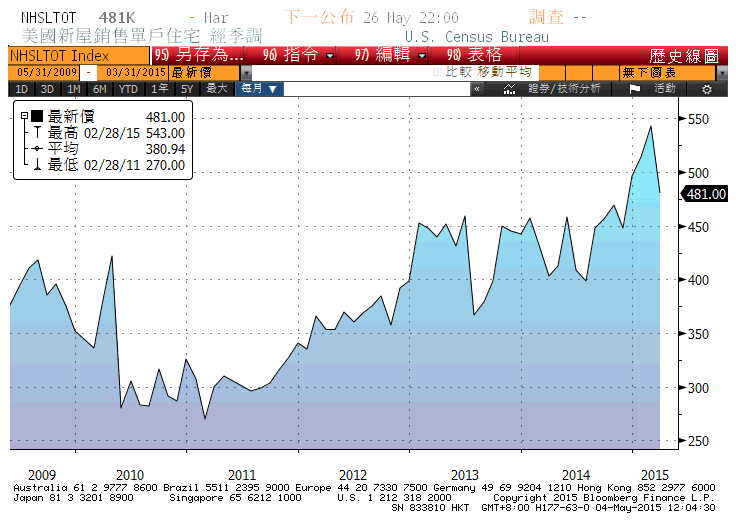 NHSLTOT 481K - Mar 下一公布 26 May 22:00 調查 --
美國新屋銷售單戶住宅 經季調 U.S. Census Bureau
NHSLTOT Index 95) 另存為... 96) 指令 97) 編輯 98) 表格 歷史線圖
05/31/2009 - 03/31/2015 最新價 比較 移動平均 無下圖表
1D 3D 1M 6M YTD 1年 5Y 最大 每月 ▼ « 證券/技術分析 活動
最新價 481.00
最高 02/28/15 543.00
平均 380.94
最低 02/28/11 270.00
550
500
481.00
450
400
350
300
250
2009 2010 2011 2012 2013 2014 2015
Australia 61 2 9777 8600 Brazil 5511 2395 9000 Europe 44 20 7330 7500 Germany 49 69 9204 1210 Hong Kong 852 2977 6000
Japan 81 3 3201 8900 Singapore 65 6212 1000 U.S. 1 212 318 2000 Copyright 2015 Bloomberg Finance L.P.
SN 833810 HKT GMT+8:00 H177-63-0 04-May-2015 12:04:30